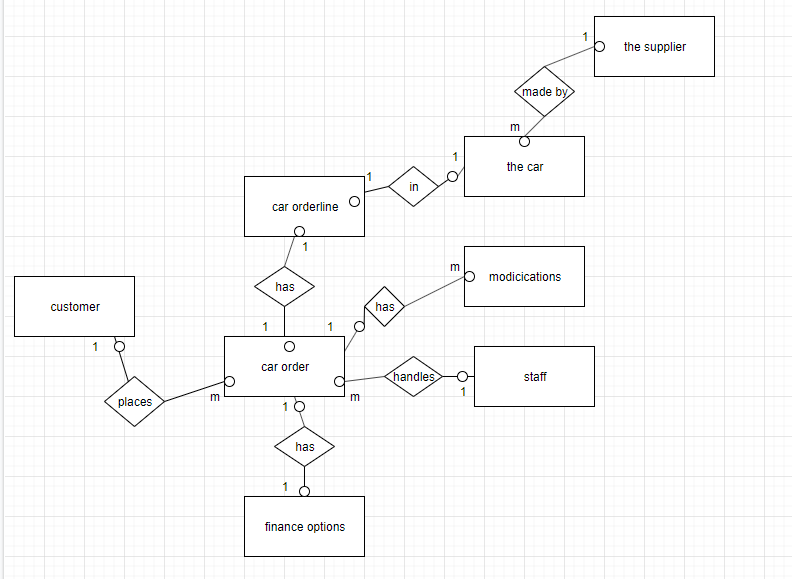 1
the supplier
made by
m
1
the car
1
in
car orderline
1
m
modicications
has
has
customer
1
1
1
car order
handles
staff
places
m
m
1
1
has
1
finance options